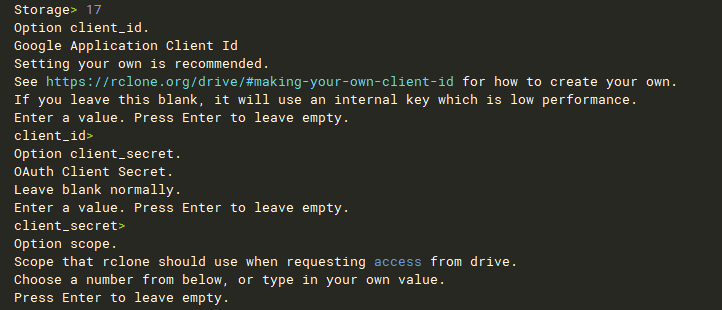 Storage> 17
Option client_id.
Google Application Client Id
Setting your own is recommended.
See https://rclone.org/drive/#making-your-own-client-id for how to create your own.
If you leave this blank, it will use an internal key which is low performance.
Enter a value. Press Enter to leave empty.
client_id>
Option client_secret.
OAuth Client Secret.
Leave blank normally.
Enter a value. Press Enter to leave empty.
client_secret>
Option scope.
Scope that rclone should use when requesting access from drive.
Choose a number from below, or type in your own value.
Press Enter to leave empty.